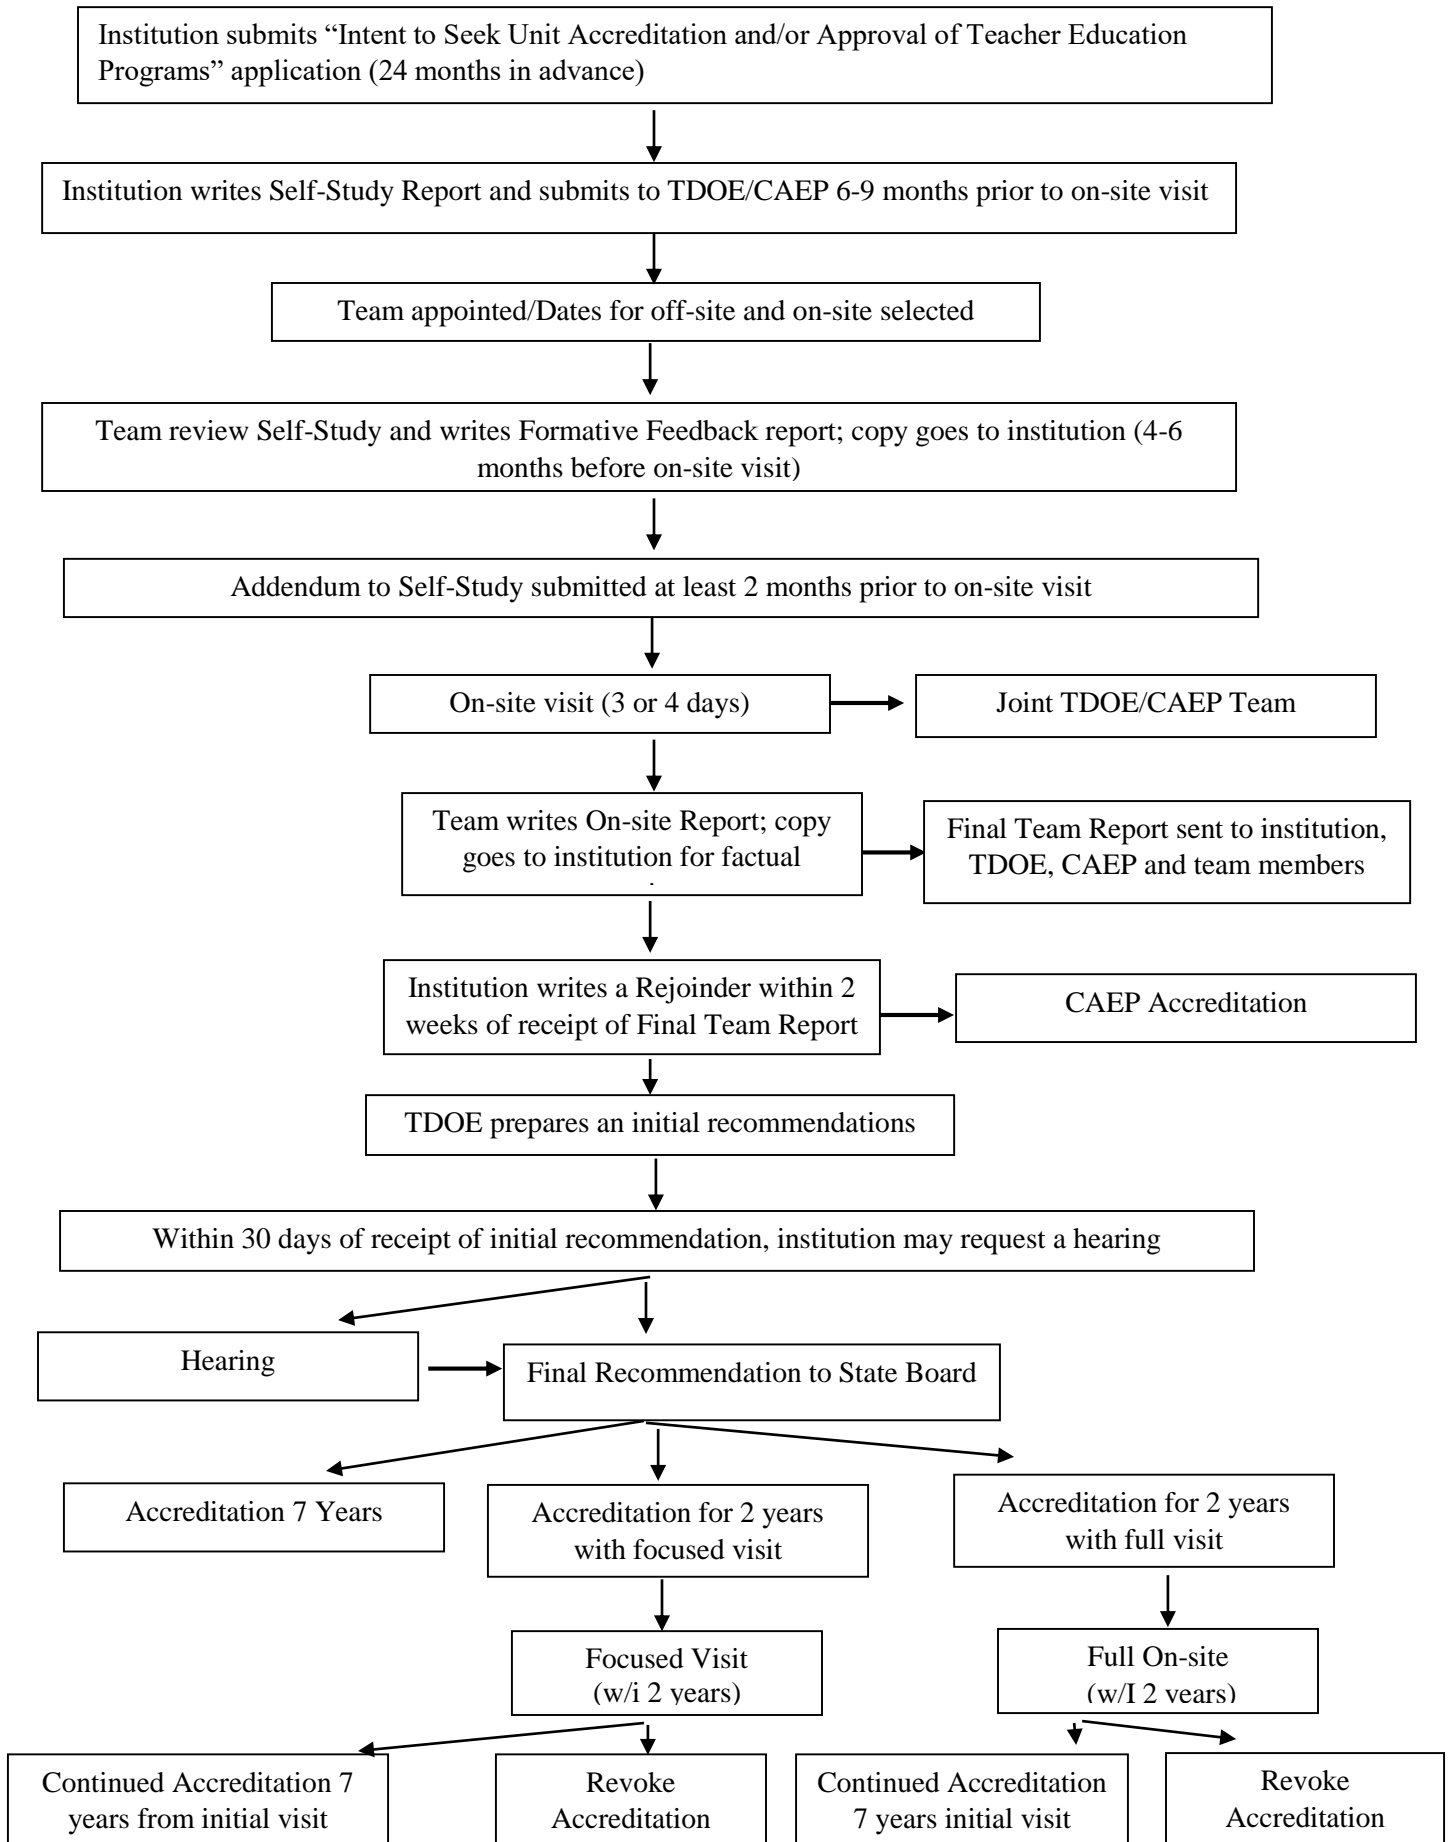 Institution submits “Intent to Seek Unit Accreditation and/or Approval of Teacher Education
Programs” application (24 months in advance)
Institution writes Self-Study Report and submits to TDOE/CAEP 6-9 months prior to on-site visit
Team appointed/Dates for off-site and on-site selected
Team review Self-Study and writes Formative Feedback report; copy goes to institution (4-6
months before on-site visit)
Addendum to Self-Study submitted at least 2 months prior to on-site visit
On-site visit (3 or 4 days)
Joint TDOE/CAEP Team
Team writes On-site Report; copy
goes to institution for factual
Final Team Report sent to institution,
TDOE, CAEP and team members
Institution writes a Rejoinder within 2
weeks of receipt of Final Team Report
CAEP Accreditation
TDOE prepares an initial recommendations
Within 30 days of receipt of initial recommendation, institution may request a hearing
Hearing
Final Recommendation to State Board
Accreditation 7 Years
Accreditation for 2 years
with focused visit
Accreditation for 2 years
with full visit
Focused Visit
(w/i 2 years)
Full On-site
(w/I 2 years)
Continued Accreditation 7
years from initial visit
Revoke
Accreditation
Continued Accreditation
7 years initial visit
Revoke
Accreditation